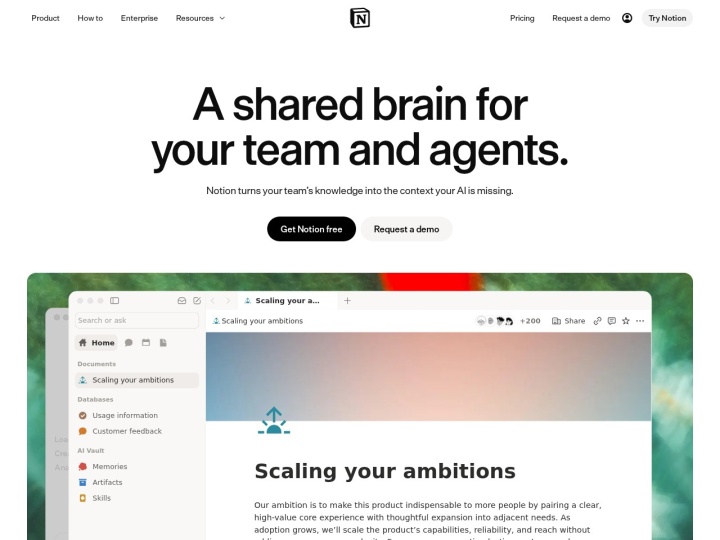 Product How to Enterprise Resources N Pricing Request a demo Try Notion
A shared brain for
your team and agents.
Notion turns your team's knowledge into the context your AI is missing.
Get Notion free Request a demo
Scaling your a...
Search or ask
Scaling your ambitions +200 Share
Home
Documents
Scaling your ambitions
Databases
Usage information
Customer feedback
AI Vault
Memories
Artifacts
Skills
Scaling your ambitions
Our ambition is to make this product indispensable to more people by pairing a clear,
high-value core experience with thoughtful expansion into adjacent needs. As
adoption grows, we'll scale the product's capabilities, reliability, and reach without